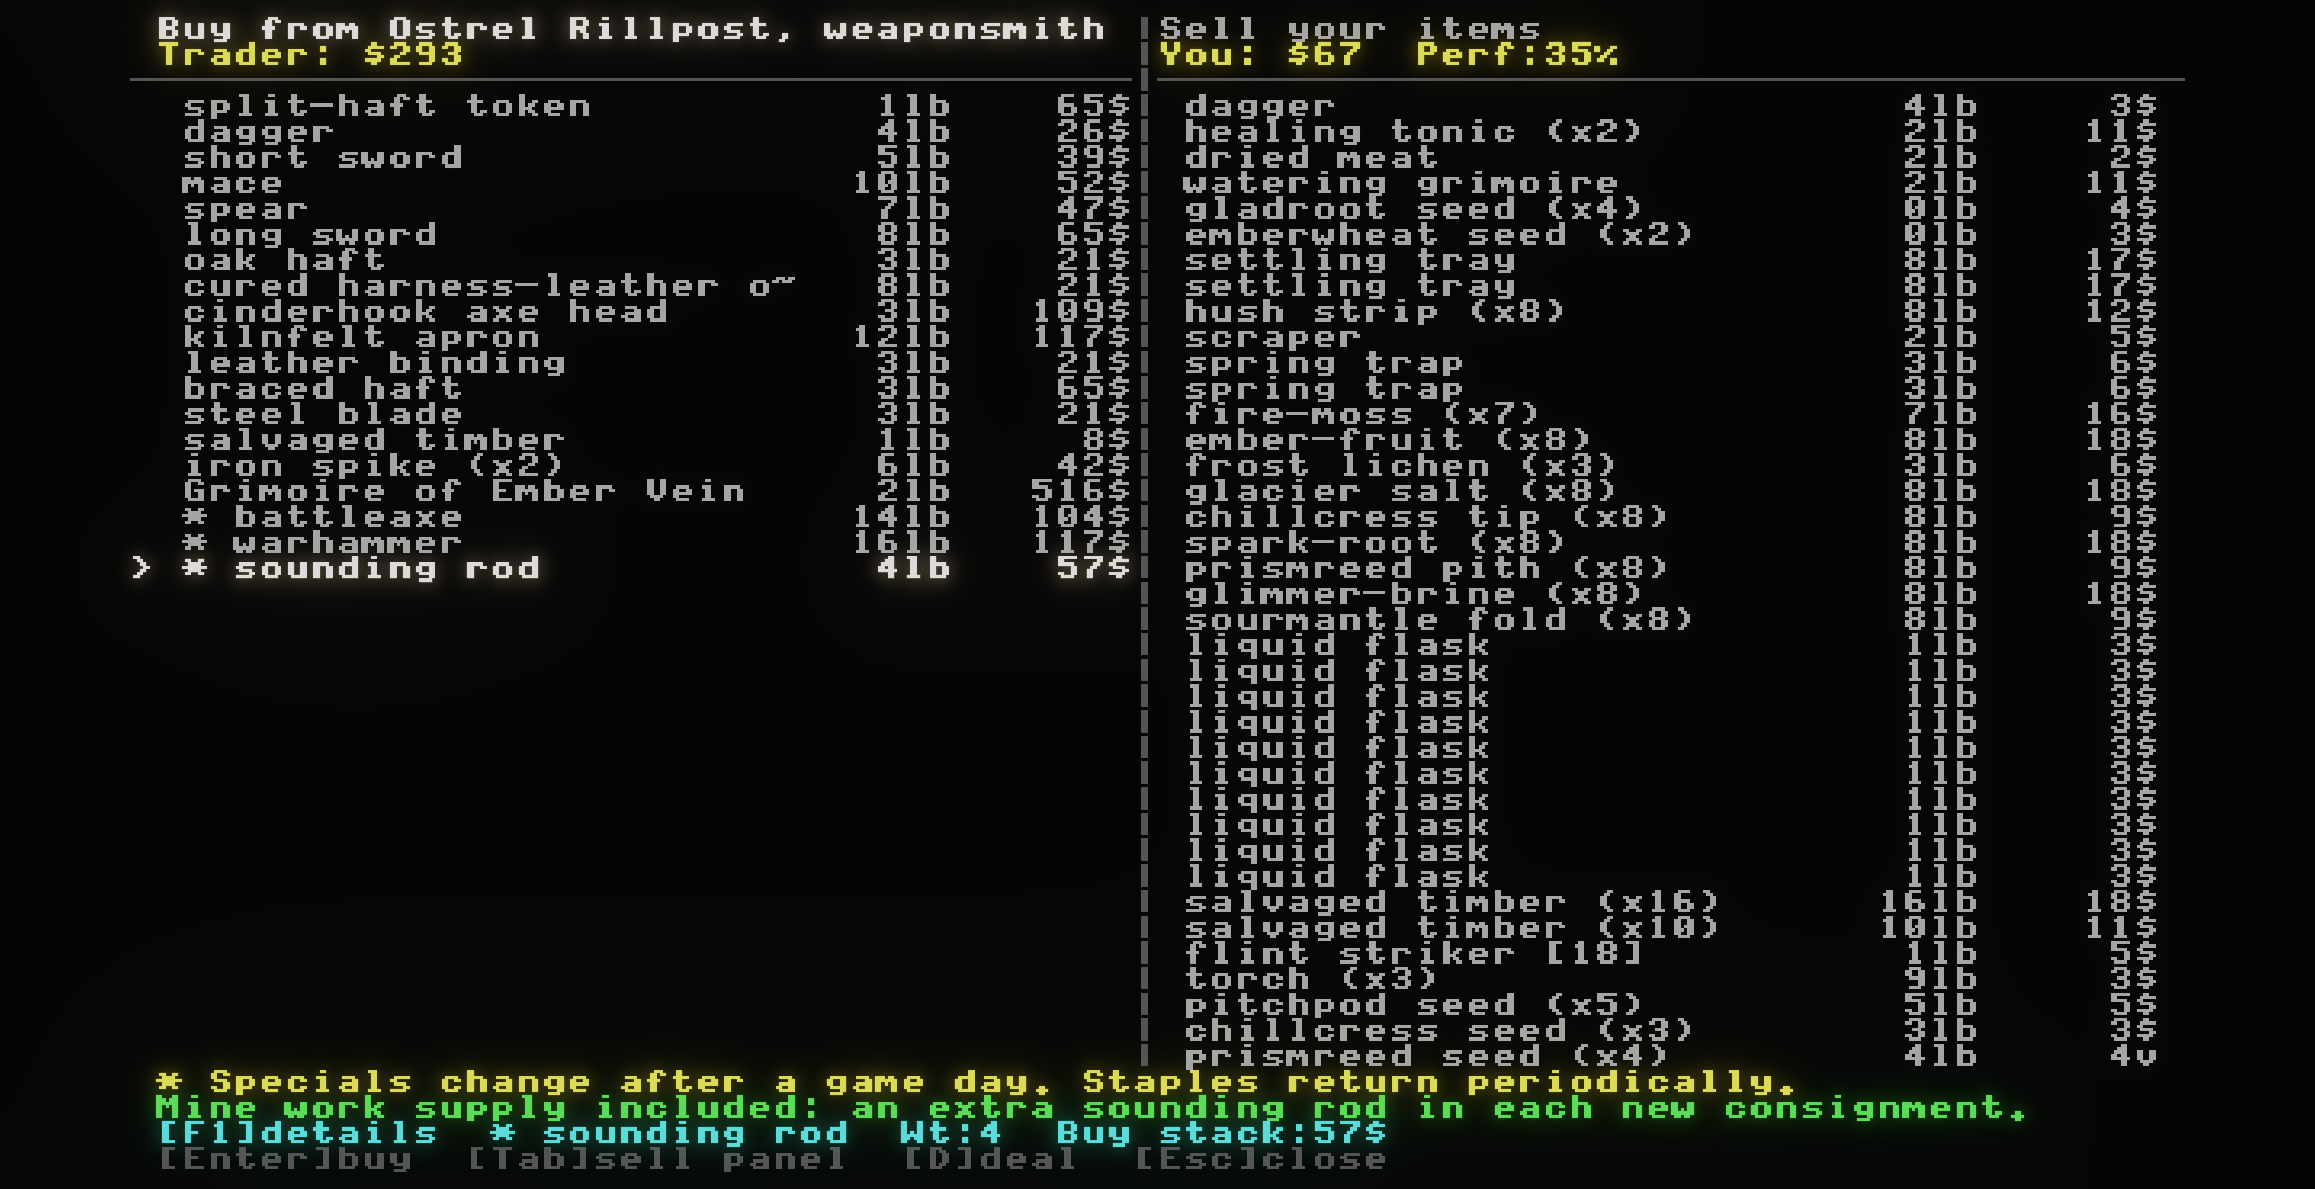 Buy from Ostrel Rillpost, weaponsmith
Trader: $293
split-haft token 1lb 65$
dagger 4lb 26$
short sword 5lb 39$
mace 10lb 52$
spear 7lb 47$
long sword 8lb 65$
oak haft 3lb 21$
cured harness-leather o~ 8lb 21$
cinderhook axe head 3lb 109$
kilnfelt apron 12lb 117$
leather binding 3lb 21$
braced haft 3lb 65$
steel blade 3lb 21$
salvaged timber 1lb 8$
iron spike (x2) 6lb 42$
Grimoire of Ember Vein 2lb 516$
* battleaxe 14lb 104$
* warhammer 16lb 117$
> * sounding rod 4lb 57$
Sell your items
You: $67 Perf:35%
dagger 4lb 3$
healing tonic (x2) 2lb 11$
dried meat 2lb 2$
watering grimoire 2lb 11$
gladroot seed (x4) 0lb 4$
emberwheat seed (x2) 0lb 3$
settling tray 8lb 17$
settling tray 8lb 17$
hush strip (x8) 8lb 12$
scraper 2lb 5$
spring trap 3lb 6$
spring trap 3lb 6$
fire-moss (x7) 7lb 16$
ember-fruit (x8) 8lb 18$
frost lichen (x3) 3lb 6$
glacier salt (x8) 8lb 18$
chillcress tip (x8) 8lb 9$
spark-root (x8) 8lb 18$
prismreed pith (x8) 8lb 9$
glimmer-brine (x8) 8lb 18$
sourmantle fold (x8) 8lb 9$
liquid flask 1lb 3$
liquid flask 1lb 3$
liquid flask 1lb 3$
liquid flask 1lb 3$
liquid flask 1lb 3$
liquid flask 1lb 3$
liquid flask 1lb 3$
liquid flask 1lb 3$
liquid flask 1lb 3$
liquid flask 1lb 3$
salvaged timber (x16) 16lb 18$
salvaged timber (x10) 10lb 11$
flint striker [18] 1lb 5$
torch (x3) 9lb 3$
pitchpod seed (x5) 5lb 5$
chillcress seed (x3) 3lb 3$
prismreed seed (x4) 4lb 4v
* Specials change after a game day. Staples return periodically.
Mine work supply included: an extra sounding rod in each new consignment.
[F1]details * sounding rod Wt:4 Buy stack:57$
[Enter]buy [Tab]sell panel [D]deal [Esc]close